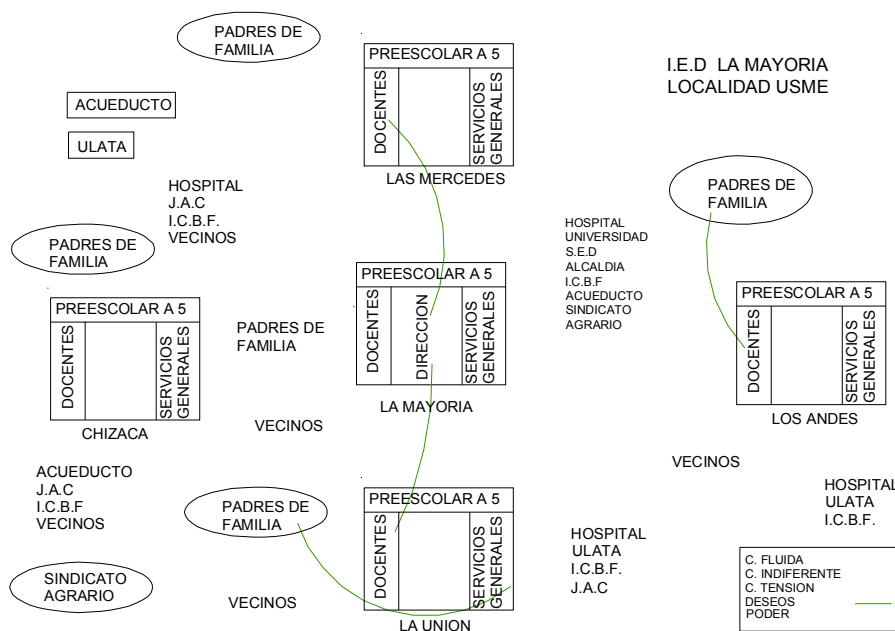 PADRES DE
FAMILIA
PREESCOLAR A 5
DOCENTES
SERVICIOS
GENERALES
LAS MERCEDES
I.E.D LA MAYORIA
LOCALIDAD USME
ACUEDUCTO
ULATA
HOSPITAL
J.A.C
I.C.B.F.
VECINOS
PADRES DE
FAMILIA
PADRES DE
FAMILIA
HOSPITAL
UNIVERSIDAD
S.E.D
ALCALDIA
I.C.B.F
ACUEDUCTO
SINDICATO
AGRARIO
PREESCOLAR A 5
DOCENTES
SERVICIOS
GENERALES
CHIZACA
PADRES DE
FAMILIA
VECINOS
PREESCOLAR A 5
DOCENTES
DIRECCION
SERVICIOS
GENERALES
LA MAYORIA
PREESCOLAR A 5
DOCENTES
SERVICIOS
GENERALES
LOS ANDES
ACUEDUCTO
J.A.C
I.C.B.F
VECINOS
SINDICATO
AGRARIO
PADRES DE
FAMILIA
VECINOS
PREESCOLAR A 5
DOCENTES
SERVICIOS
GENERALES
LA UNION
HOSPITAL
ULATA
I.C.B.F.
J.A.C
VECINOS
HOSPITAL
ULATA
I.C.B.F.
C. FLUIDA
C. INDIFERENTE
C. TENSION
DESEOS
PODER